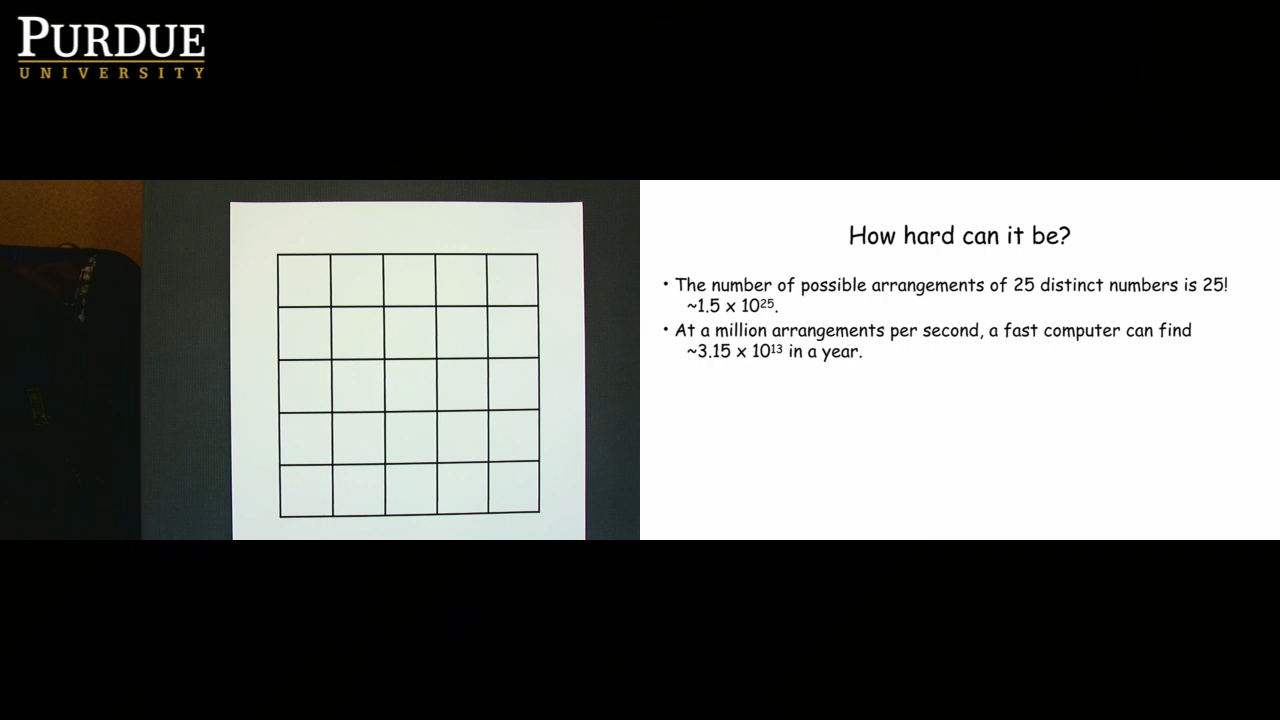 PURDUE
UNIVERSITY
How hard can it be?
• The number of possible arrangements of 25 distinct numbers is 25!
~1.5 x 10²⁵.
• At a million arrangements per second, a fast computer can find
~3.15 x 10¹³ in a year.